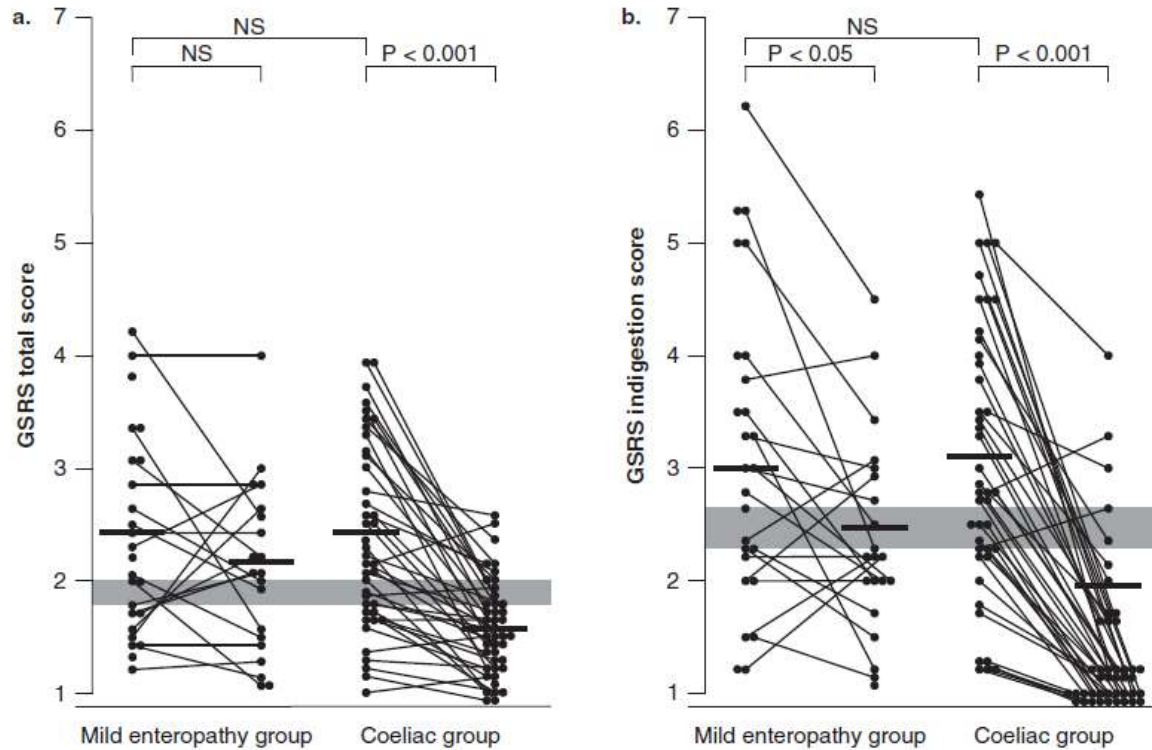 a.
GSRS total score
7
6
5
4
3
2
1
NS
NS
P < 0.001
Mild enteropathy group
Coeliac group
b.
GSRS indigestion score
7
6
5
4
3
2
1
NS
P < 0.05
P < 0.001
Mild enteropathy group
Coeliac group